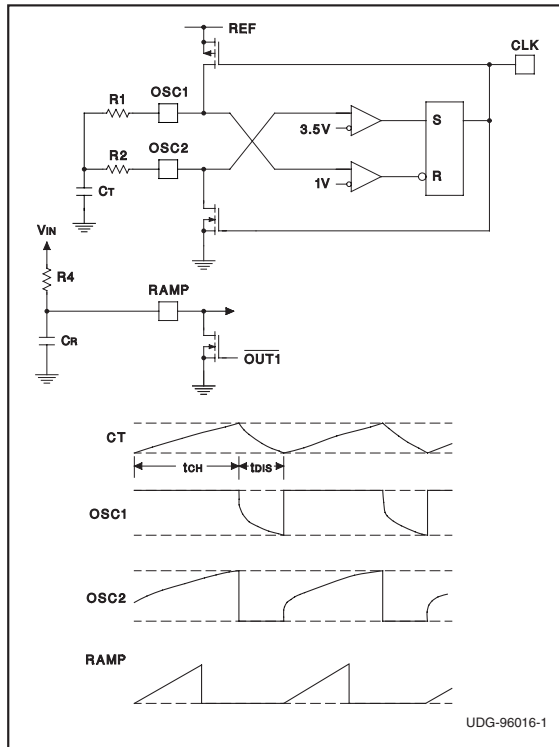 REF
CLK
R1
OSC1
3.5V
S
R2
OSC2
1V
R
CT
VIN
R4
RAMP
CR
OUT1
CT
tCH
tDIS
OSC1
OSC2
RAMP
UDG-96016-1